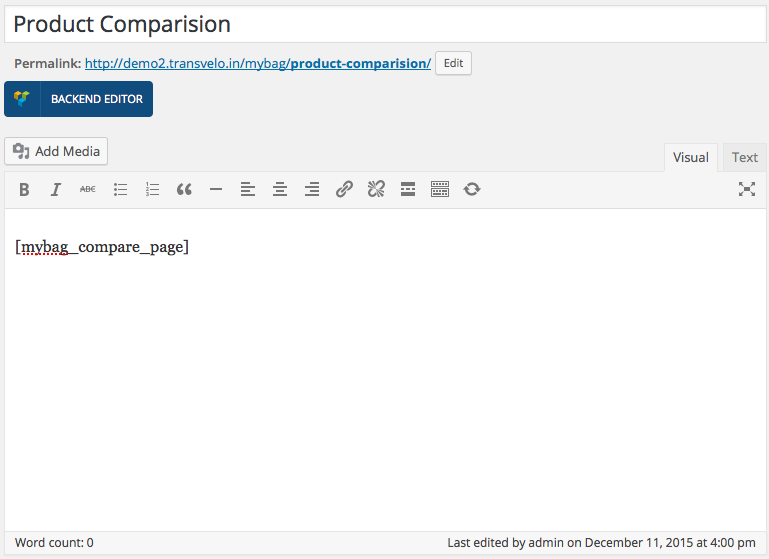 Product Comparision
Permalink: http://demo2.transvelo.in/mybag/product-comparision/ Edit
BACKEND EDITOR
Add Media
Visual Text
B I ABC
[mybag_compare_page]
Word count: 0 Last edited by admin on December 11, 2015 at 4:00 pm